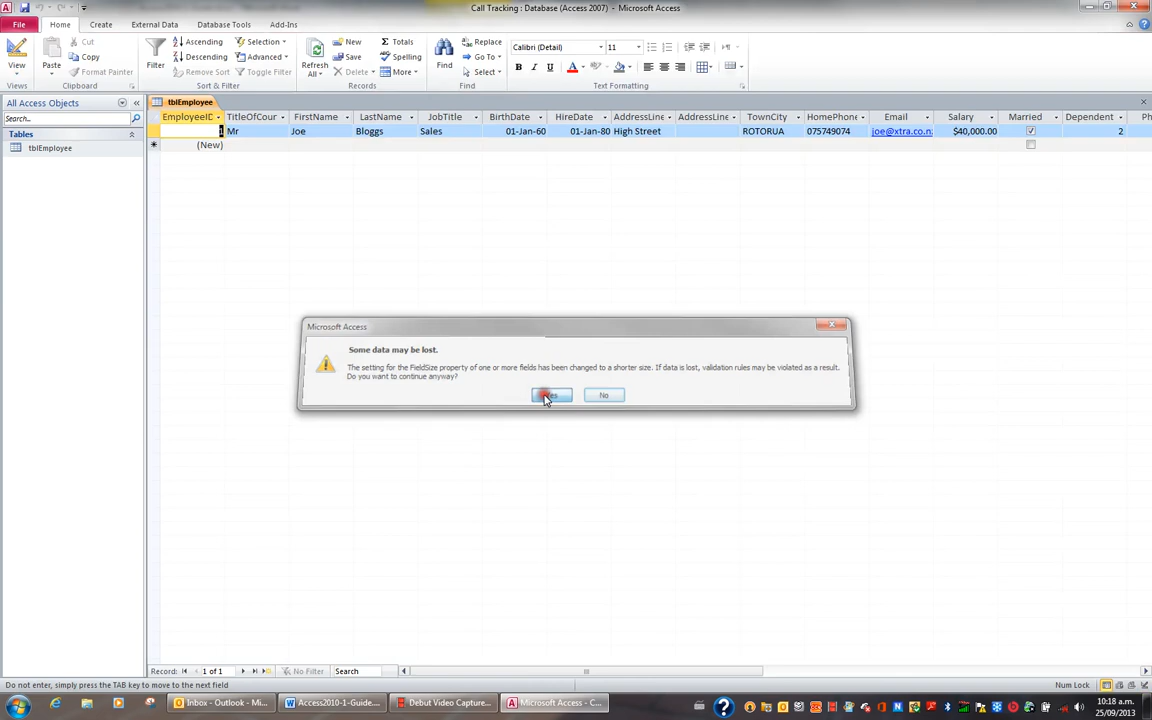 Call Tracking : Database (Access 2007) - Microsoft Access
File Home Create External Data Database Tools Add-Ins
View Paste Cut Copy Format Painter Clipboard
Filter Ascending Descending Remove Sort Selection Advanced Toggle Filter Sort & Filter
Refresh All New Save Delete Totals Spelling More Records
Find Replace Go To Select Find
Calibri (Detail) 11 B I U A Text Formatting
All Access Objects
Search...
Tables
tblEmployee
tblEmployee
EmployeeID TitleOfCour FirstName LastName JobTitle BirthDate HireDate AddressLine AddressLine TownCity HomePhone Email Salary Married Dependent Ph
1 Mr Joe Bloggs Sales 01-Jan-60 01-Jan-80 High Street ROTORUA 075749074 joe@xtra.co.n $40,000.00 2
* (New)
Microsoft Access
Some data may be lost.
The setting for the FieldSize property of one or more fields has been changed to a shorter size. If data is lost, validation rules may be violated as a result.
Do you want to continue anyway?
Yes No
Record: 1 of 1 No Filter Search
Do not enter, simply press the TAB key to move to the next field Num Lock
Inbox - Outlook - Mi... Access2010-1-Guide.... Debut Video Capture... Microsoft Access - C...
10:18 a.m.
25/09/2013